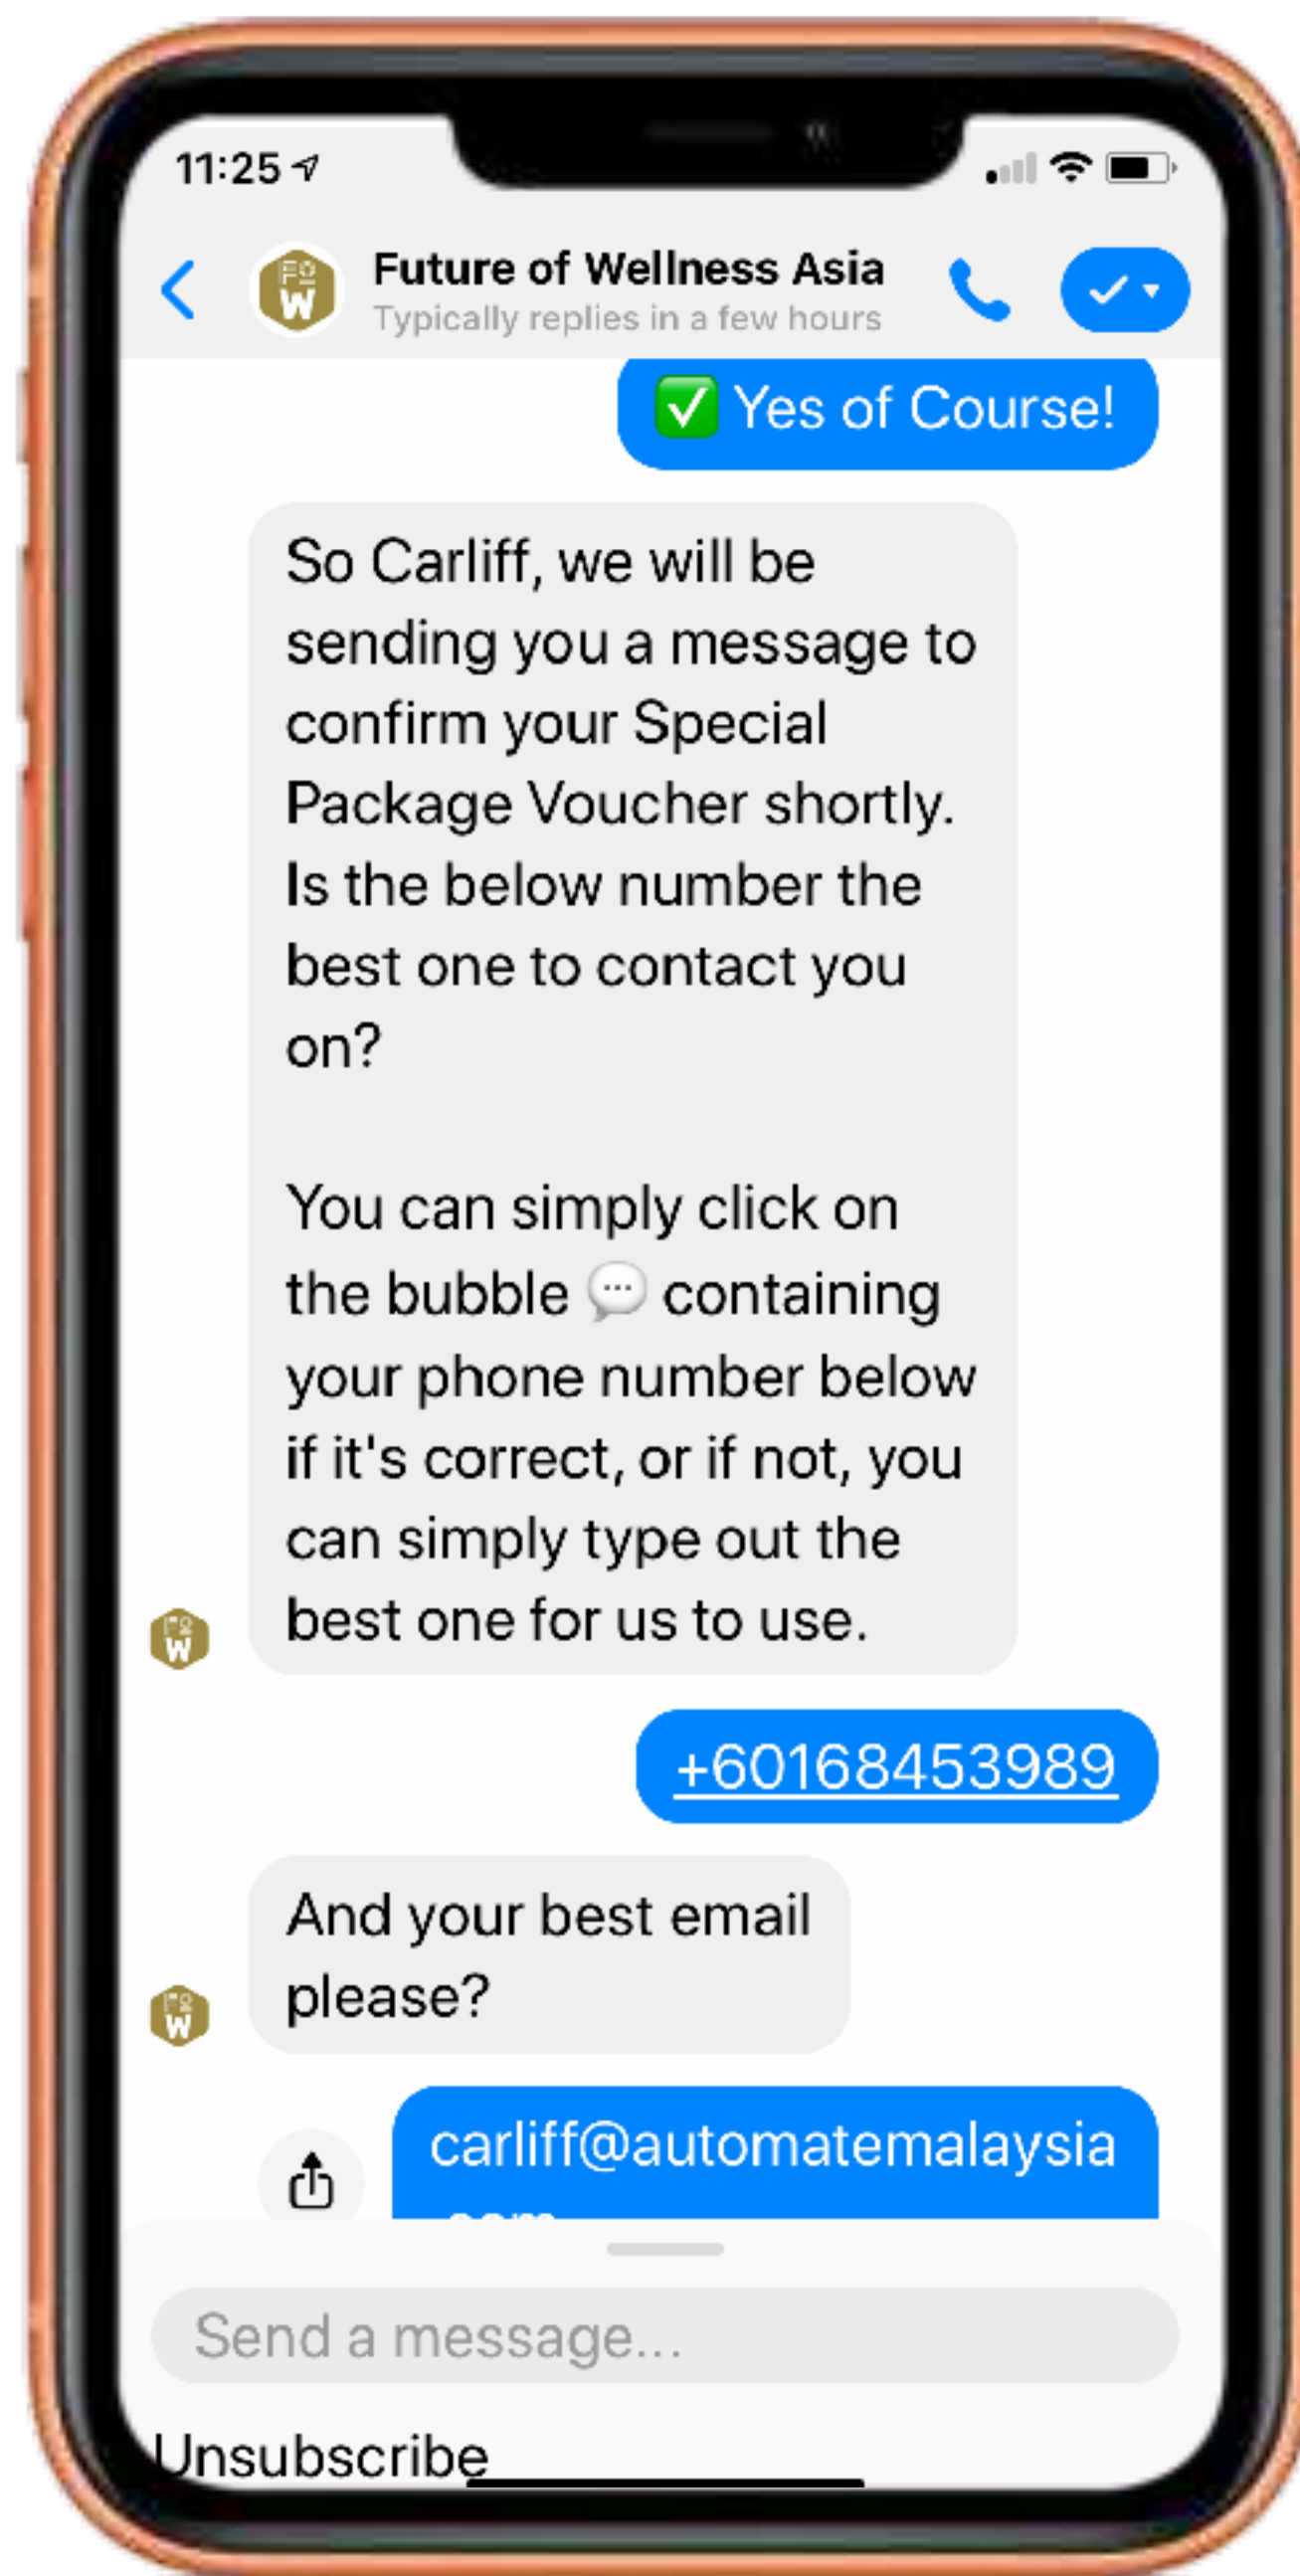 11:25
FO
W
Future of Wellness Asia
Typically replies in a few hours
✅ Yes of Course!
So Carliff, we will be
sending you a message to
confirm your Special
Package Voucher shortly.
Is the below number the
best one to contact you
on?
You can simply click on
the bubble 💬 containing
your phone number below
if it's correct, or if not, you
can simply type out the
best one for us to use.
FO
W
+60168453989
And your best email
please?
FO
W
carliff@automatemalaysia
.com
Send a message...
Unsubscribe